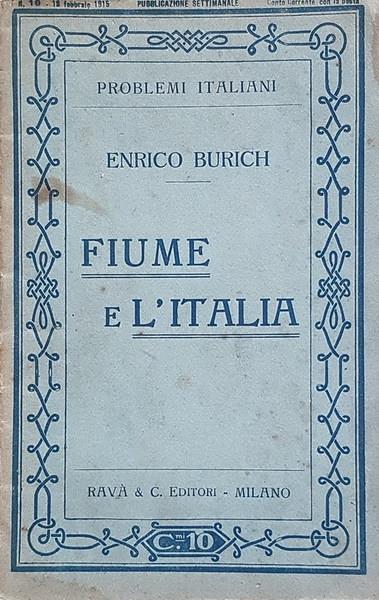 N. 10 - 12 febbraio 1915 PUBBLICAZIONE SETTIMANALE Conto Corrente con la Posta
PROBLEMI ITALIANI
ENRICO BURICH
FIUME
E L'ITALIA
RAVÀ & C. EDITORI - MILANO
C.mi 10